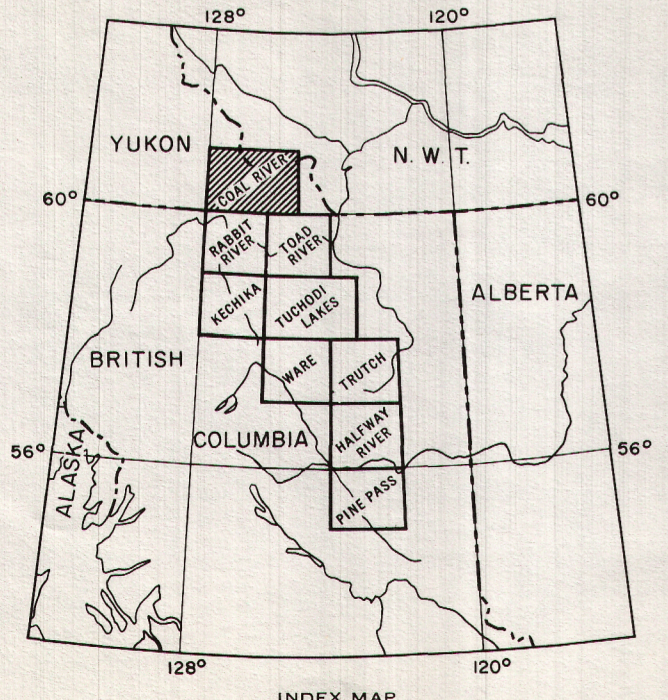 128°
120°
YUKON
N. W. T.
COAL RIVER
60°
60°
RABBIT
RIVER
TOAD
RIVER
KECHIKA
TUCHODI
LAKES
ALBERTA
BRITISH
WARE
TRUTCH
COLUMBIA
HALFWAY
RIVER
56°
56°
ALASKA
PINE PASS
128°
120°
INDEX MAP